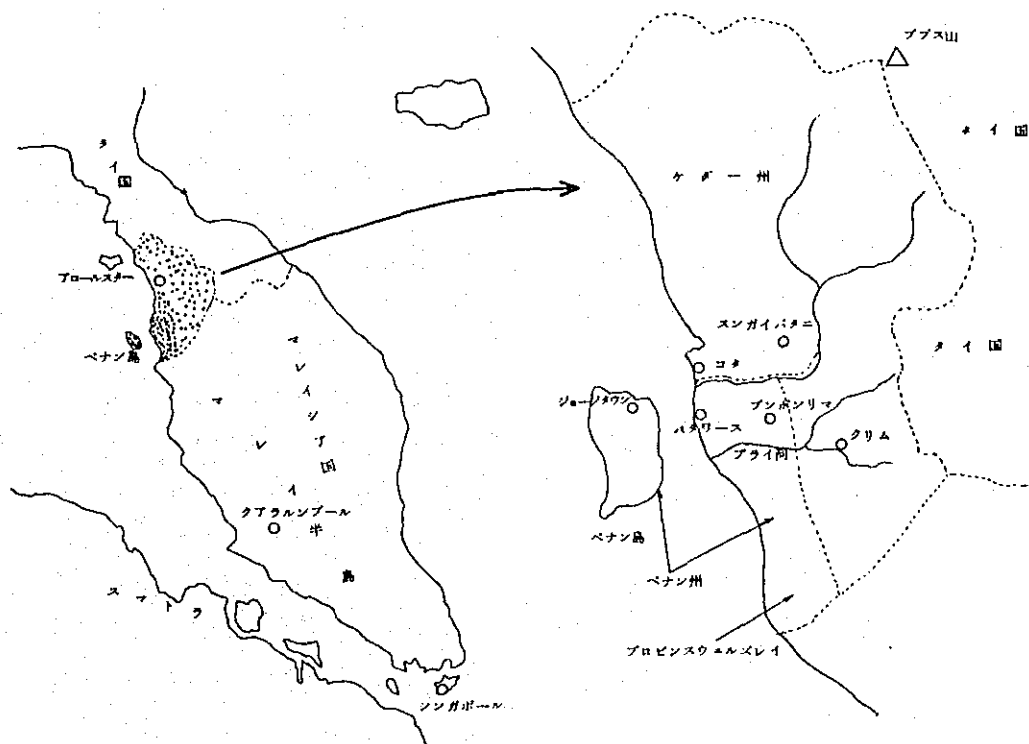 タイ国
アロールスター
ペナン島
マレイシア国
マレイ半島
クアラルンプール
スマトラ
シンガポール
ブブス山
タイ国
ケダー州
スンガイパタニ
タイ国
コタ
ジョージタウン
バタワース
ブンボンリマ
クリム
プライ河
ペナン島
ペナン州
プロビンスウェルズレイ